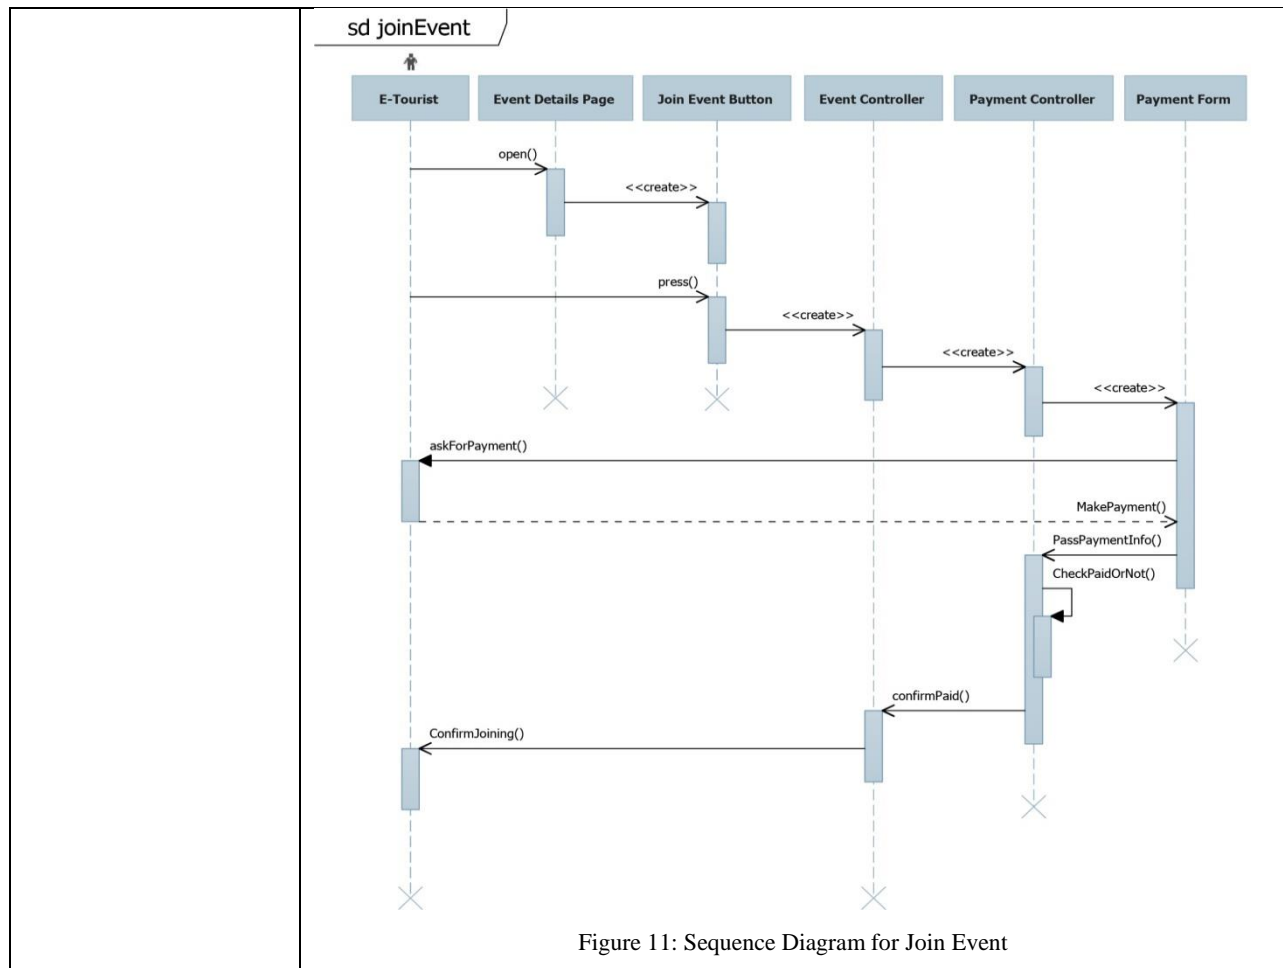 sd joinEvent
E-Tourist
Event Details Page
Join Event Button
Event Controller
Payment Controller
Payment Form
open()
<<create>>
press()
<<create>>
<<create>>
<<create>>
askForPayment()
MakePayment()
PassPaymentInfo()
CheckPaidOrNot()
confirmPaid()
ConfirmJoining()
Figure 11: Sequence Diagram for Join Event